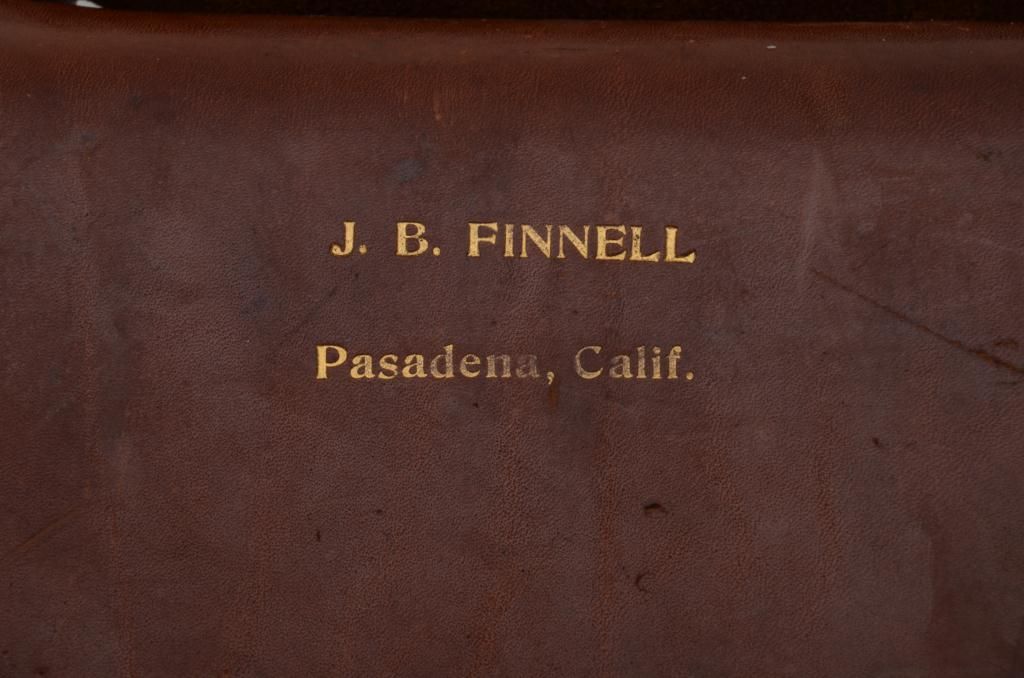 J. B. FINNELL
Pasadena, Calif.